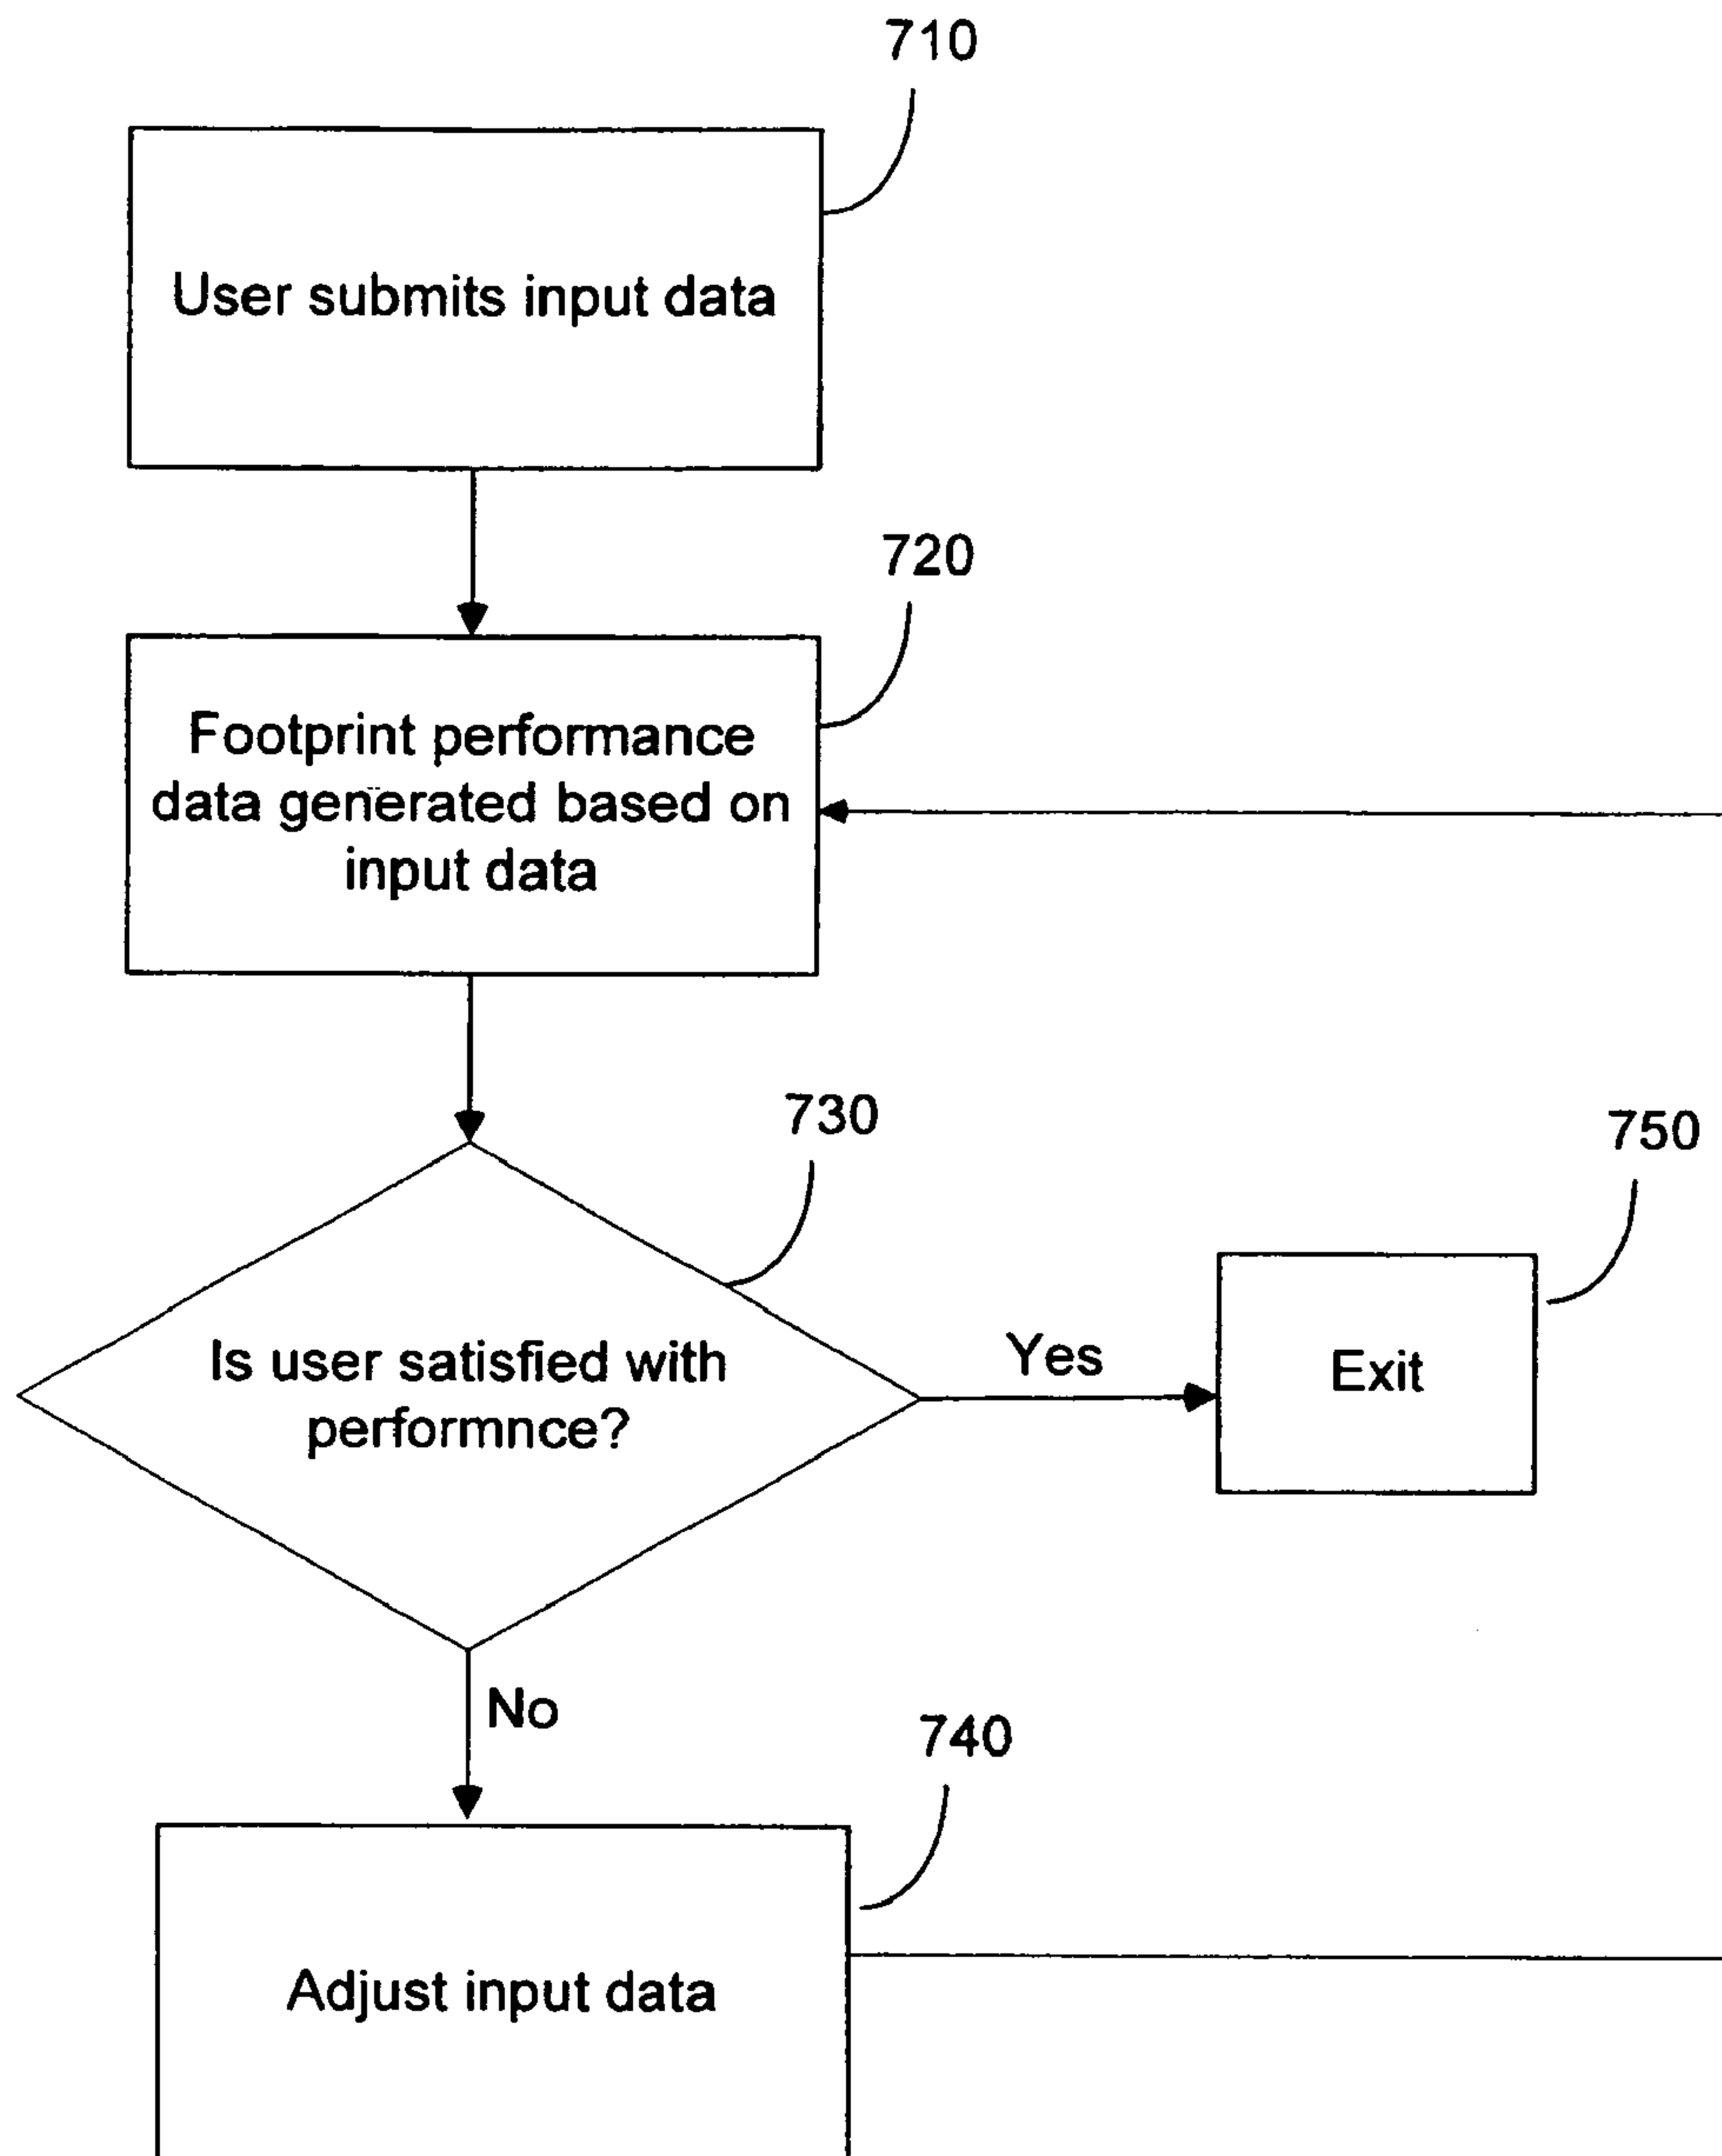 710
User submits input data
720
Footprint performance
data generated based on
input data
730
Is user satisfied with
performnce?
Yes
750
Exit
No
740
Adjust input data